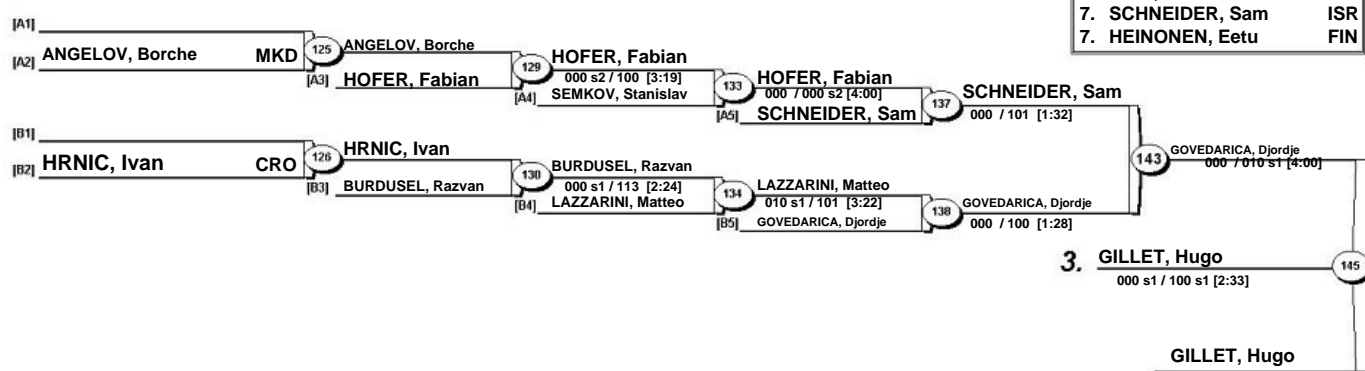 7. SCHNEIDER, Sam ISR
7. HEINONEN, Eetu FIN
[A1]
[A2] ANGELOV, Borche MKD
125
ANGELOV, Borche
[A3] HOFER, Fabian
129
HOFER, Fabian
000 s2 / 100 [3:19]
[A4] SEMKOV, Stanislav
133
HOFER, Fabian
000 / 000 s2 [4:00]
[A5] SCHNEIDER, Sam
137
SCHNEIDER, Sam
000 / 101 [1:32]
[B1]
[B2] HRNIC, Ivan CRO
126
HRNIC, Ivan
[B3] BURDUSEL, Razvan
130
BURDUSEL, Razvan
000 s1 / 113 [2:24]
[B4] LAZZARINI, Matteo
134
LAZZARINI, Matteo
010 s1 / 101 [3:22]
[B5] GOVEDARICA, Djordje
138
GOVEDARICA, Djordje
000 / 100 [1:28]
143
GOVEDARICA, Djordje
000 / 010 s1 [4:00]
3. GILLET, Hugo
000 s1 / 100 s1 [2:33]
145
GILLET, Hugo